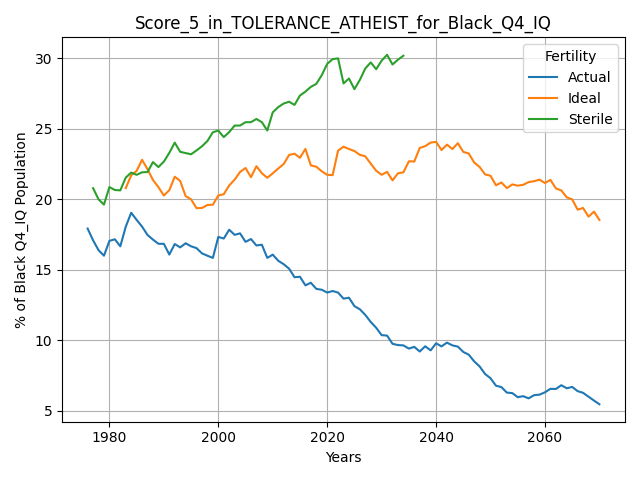 Score_5_in_TOLERANCE_ATHEIST_for_Black_Q4_IQ
% of Black Q4_IQ Population
30
25
20
15
10
5
Fertility
Actual
Ideal
Sterile
1980
2000
2020
2040
2060
Years